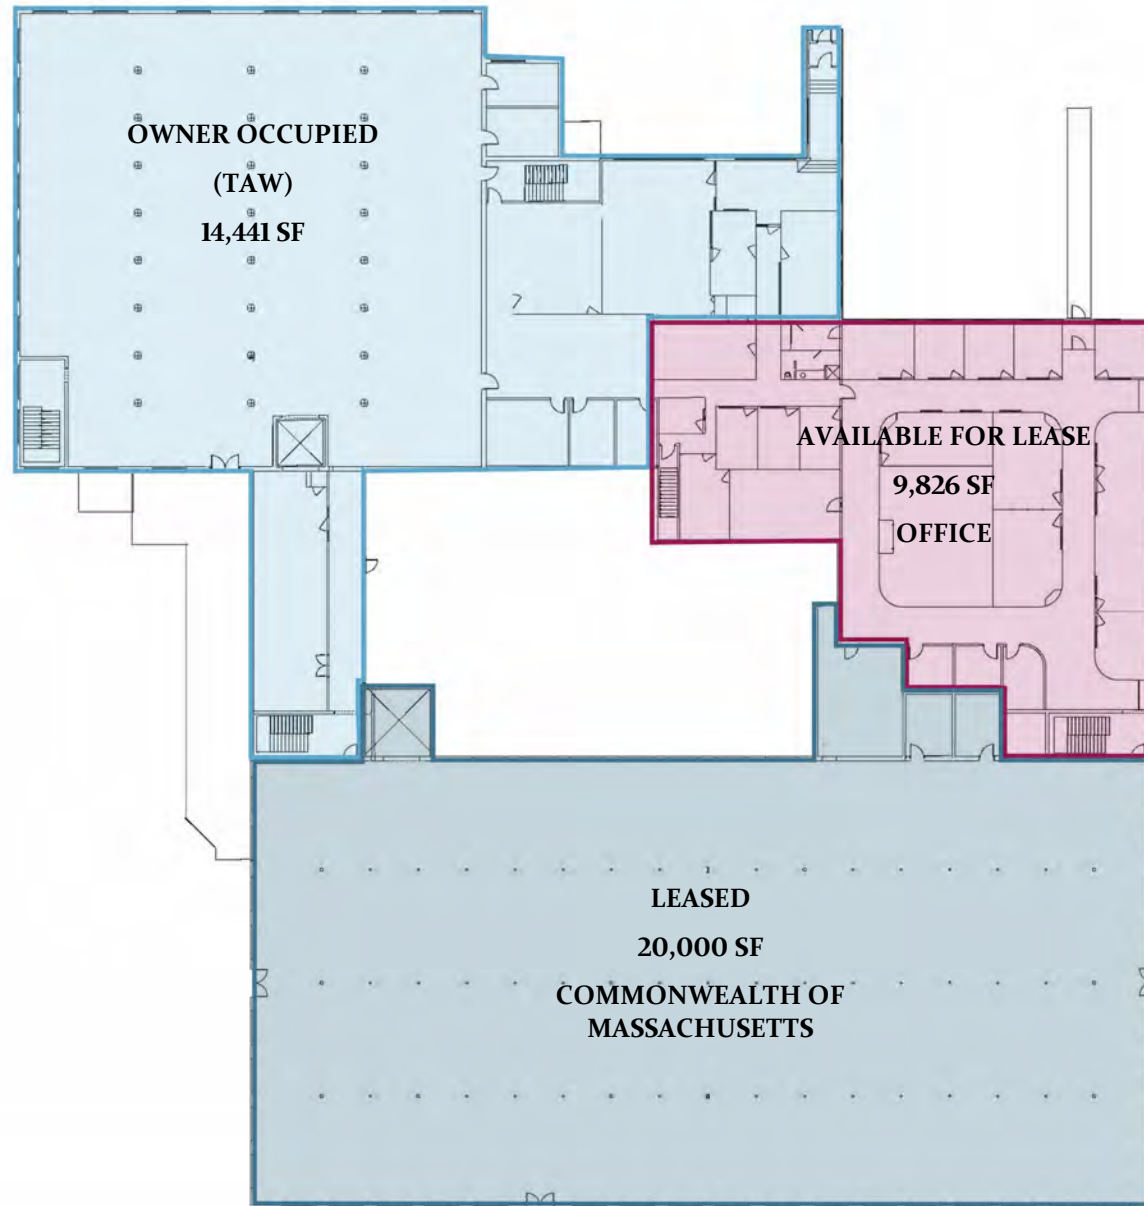 OWNER OCCUPIED
(TAW)
14,441 SF
AVAILABLE FOR LEASE
9,826 SF
OFFICE
LEASED
20,000 SF
COMMONWEALTH OF
MASSACHUSETTS